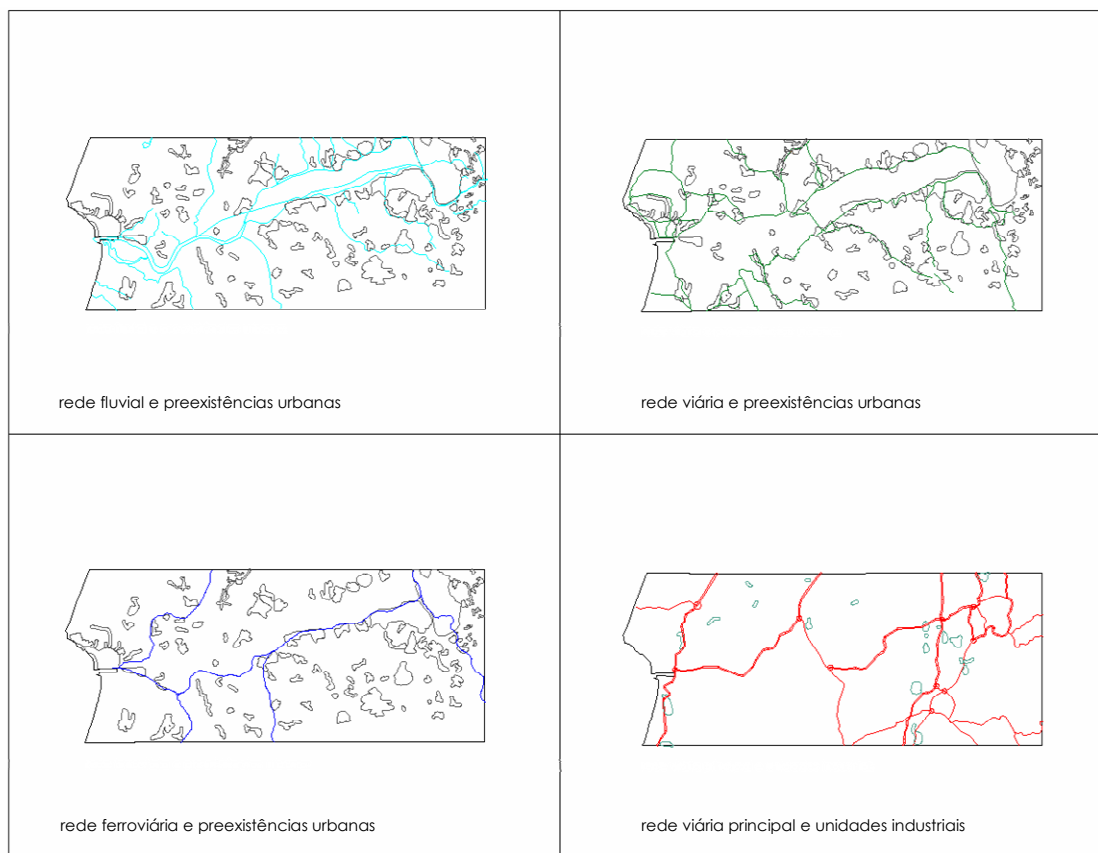 rede fluvial e preexistências urbanas
rede viária e preexistências urbanas
rede ferroviária e preexistências urbanas
rede viária principal e unidades industriais